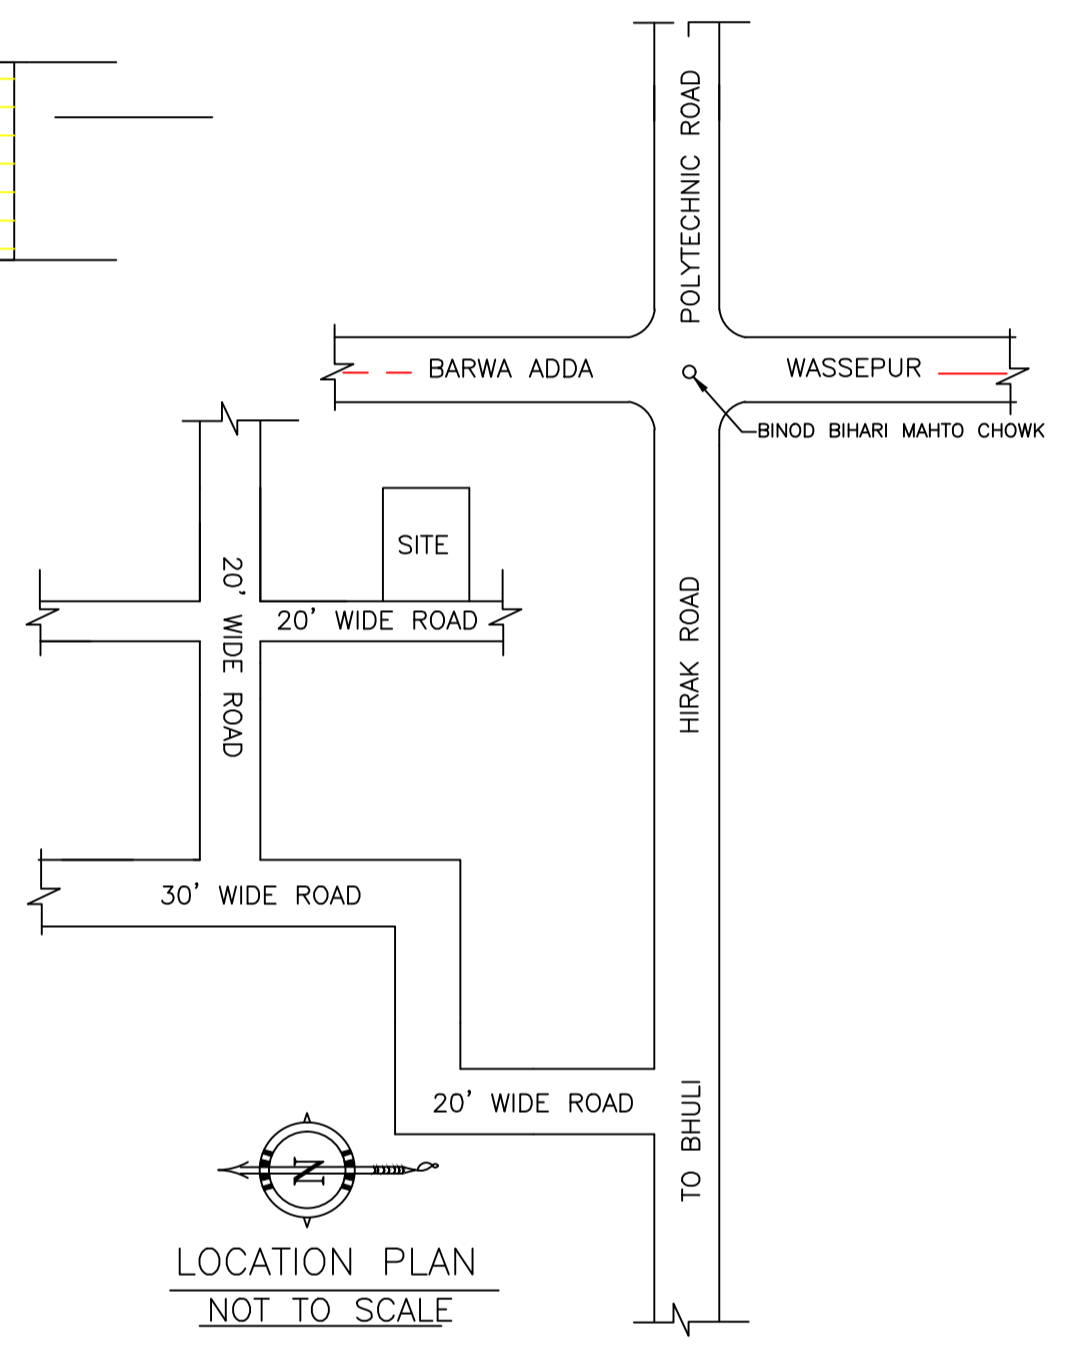 POLYTECHNIC ROAD
BARWA ADDA
WASSEPUR
BINOD BIHARI MAHTO CHOWK
SITE
20' WIDE ROAD
20' WIDE ROAD
HIRAK ROAD
30' WIDE ROAD
20' WIDE ROAD
TO BHULI
N
LOCATION PLAN
NOT TO SCALE